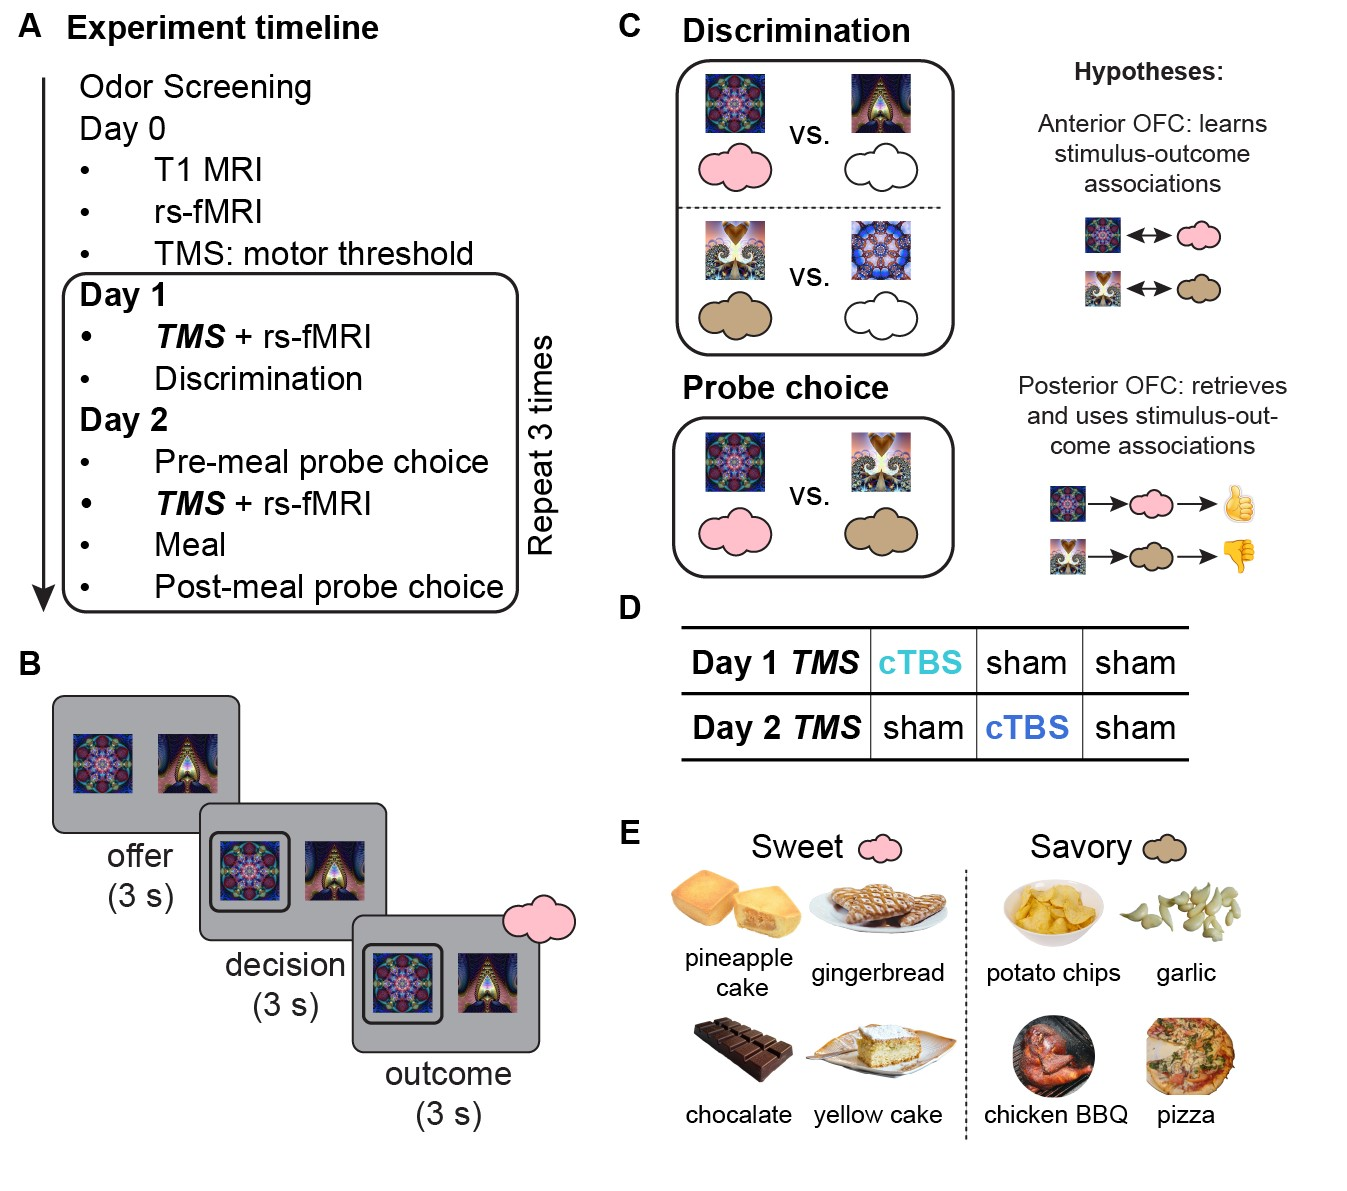 A Experiment timeline
Odor Screening
Day 0
• T1 MRI
• rs-fMRI
• TMS: motor threshold
Day 1
• TMS + rs-fMRI
• Discrimination
Day 2
• Pre-meal probe choice
• TMS + rs-fMRI
• Meal
• Post-meal probe choice
Repeat 3 times
B
offer
(3 s)
decision
(3 s)
outcome
(3 s)
C Discrimination
vs.
vs.
Probe choice
vs.
Hypotheses:
Anterior OFC: learns
stimulus-outcome
associations
Posterior OFC: retrieves
and uses stimulus-out-
come associations
D
Day 1 TMS cTBS sham sham
Day 2 TMS sham cTBS sham
E
Sweet Savory
pineapple
cake
gingerbread
potato chips
garlic
chocalate
yellow cake
chicken BBQ
pizza